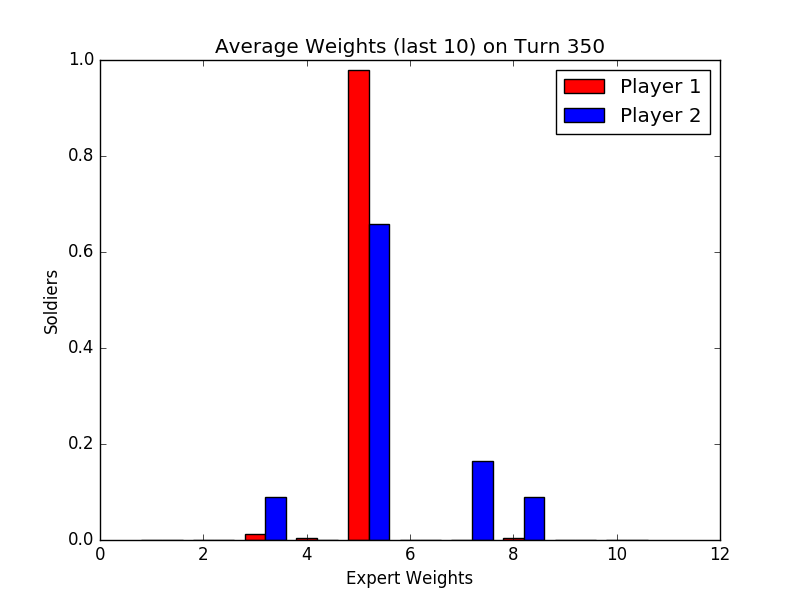 Average Weights (last 10) on Turn 350
1.0
0.8
0.6
0.4
0.2
0.0
Soldiers
Player 1
Player 2
0 2 4 6 8 10 12
Expert Weights